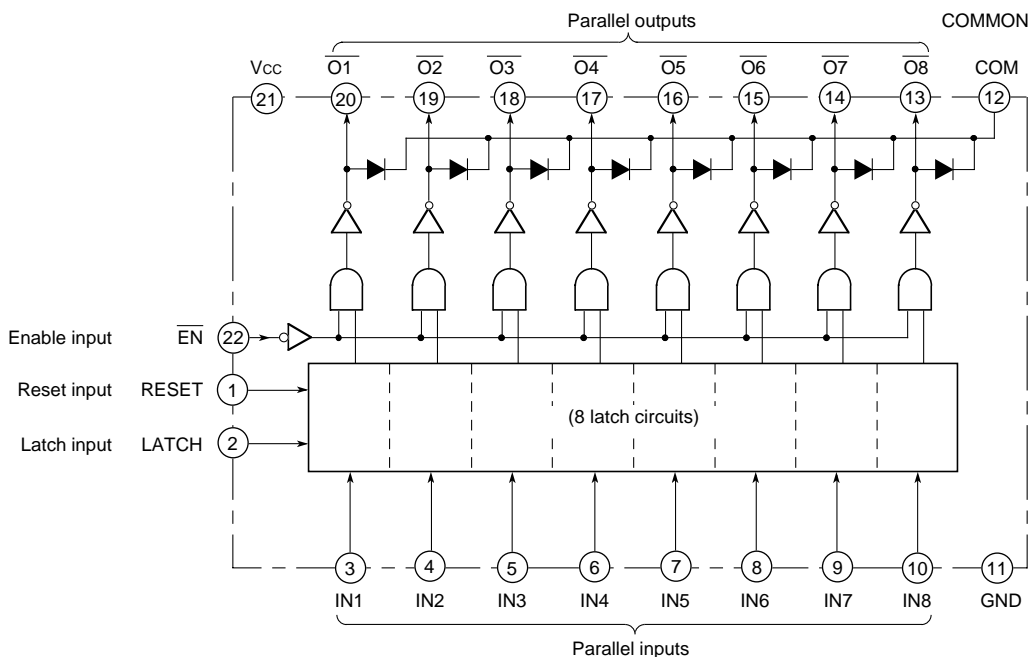 Parallel outputs COMMON
VCC O1 O2 O3 O4 O5 O6 O7 O8 COM
21 20 19 18 17 16 15 14 13 12
Enable input EN 22
Reset input RESET 1
(8 latch circuits)
Latch input LATCH 2
3 4 5 6 7 8 9 10 11
IN1 IN2 IN3 IN4 IN5 IN6 IN7 IN8 GND
Parallel inputs